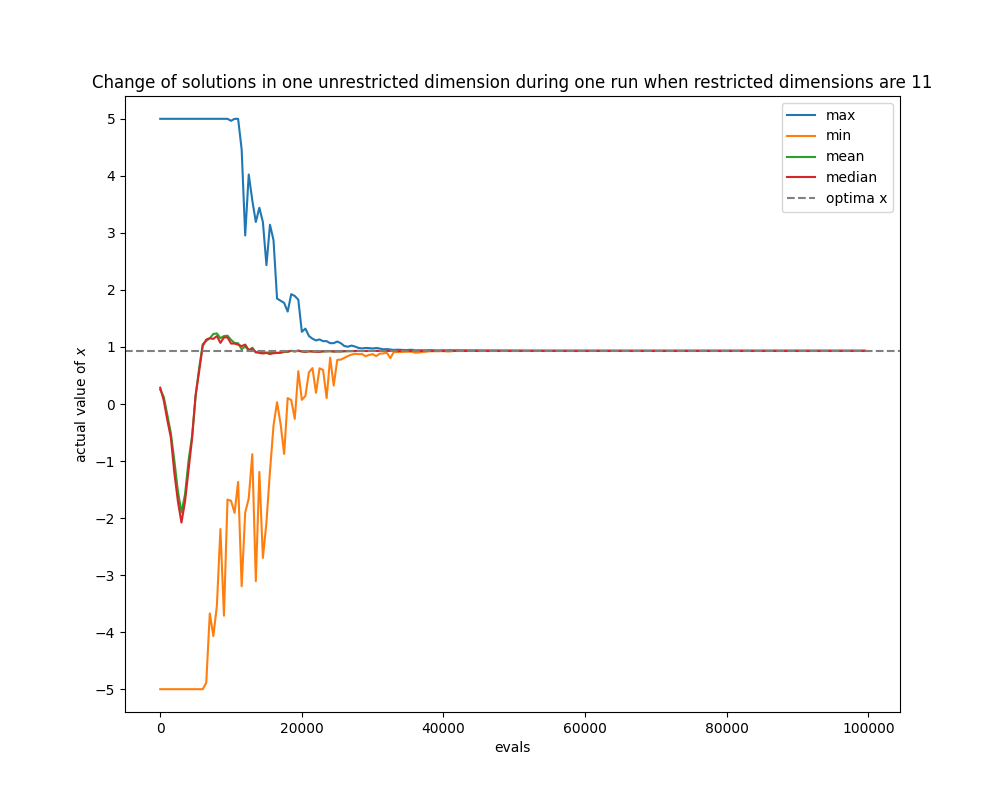 Change of solutions in one unrestricted dimension during one run when restricted dimensions are 11
max
min
mean
median
optima x
5
4
3
2
1
0
−1
−2
−3
−4
−5
actual value of x
0 20000 40000 60000 80000 100000
evals